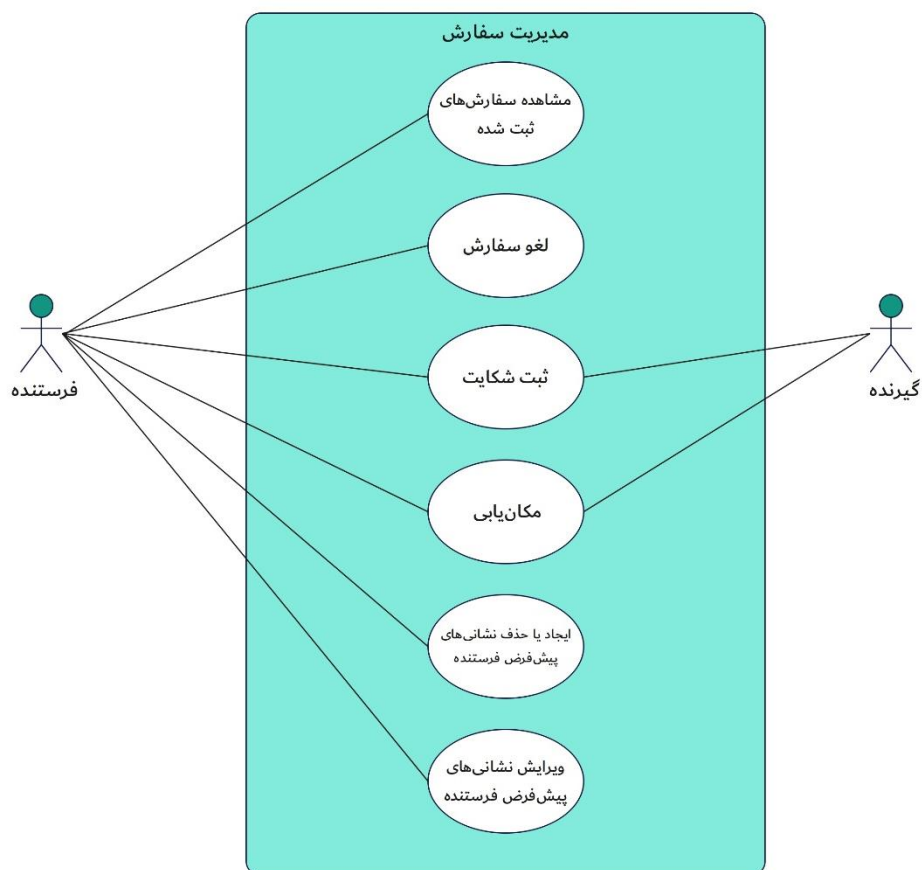 مدیریت سفارش
مشاهده سفارش‌های
ثبت شده
لغو سفارش
ثبت شکایت
فرستنده
گیرنده
مکان‌یابی
ایجاد یا حذف نشانی‌های
پیش‌فرض فرستنده
ویرایش نشانی‌های
پیش‌فرض فرستنده